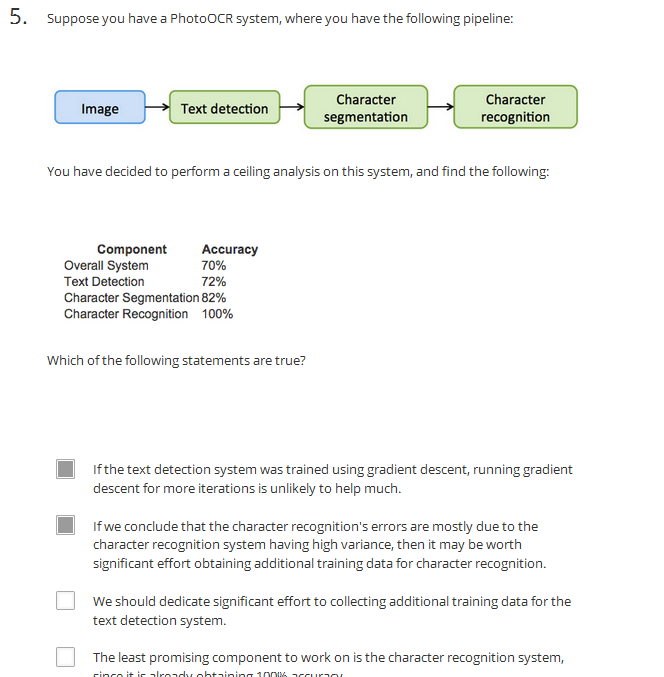 5. Suppose you have a PhotoOCR system, where you have the following pipeline:
Image
Text detection
Character
segmentation
Character
recognition
You have decided to perform a ceiling analysis on this system, and find the following:
Component Accuracy
Overall System 70%
Text Detection 72%
Character Segmentation 82%
Character Recognition 100%
Which of the following statements are true?
If the text detection system was trained using gradient descent, running gradient
descent for more iterations is unlikely to help much.
If we conclude that the character recognition's errors are mostly due to the
character recognition system having high variance, then it may be worth
significant effort obtaining additional training data for character recognition.
We should dedicate significant effort to collecting additional training data for the
text detection system.
The least promising component to work on is the character recognition system,
since it is already obtaining 100% accuracy